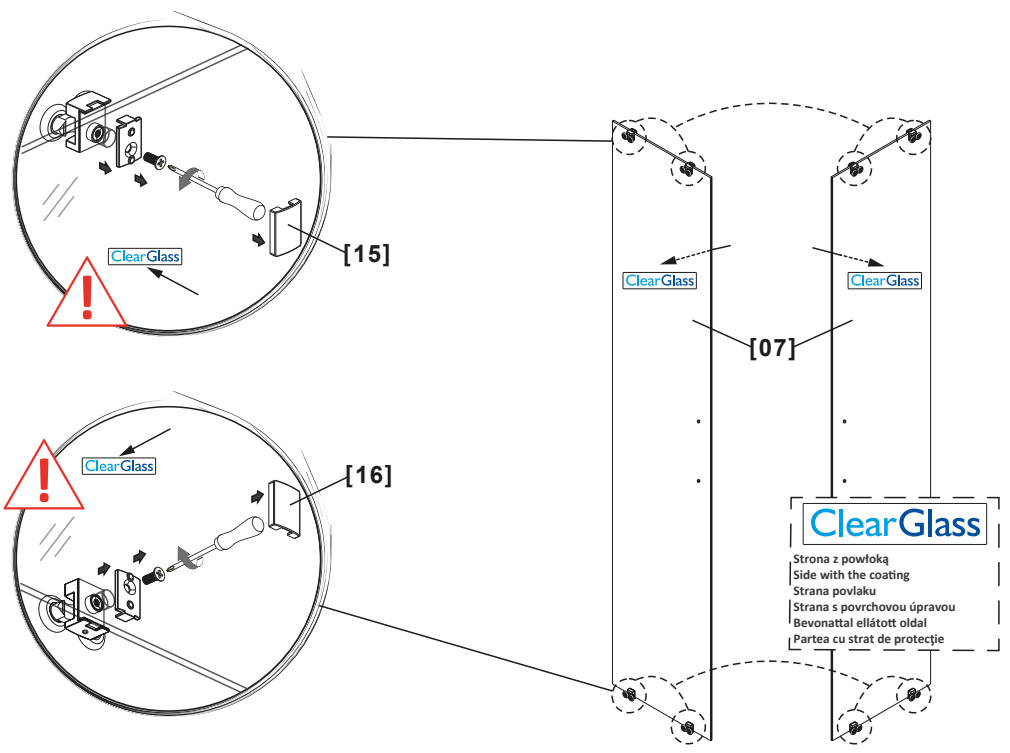 [15]
ClearGlass
!
ClearGlass
ClearGlass
[07]
!
ClearGlass
[16]
ClearGlass
Strona z powłoką
Side with the coating
Strana povlaku
Strana s povrchovou úpravou
Bevonattal ellátott oldal
Partea cu strat de protecţie